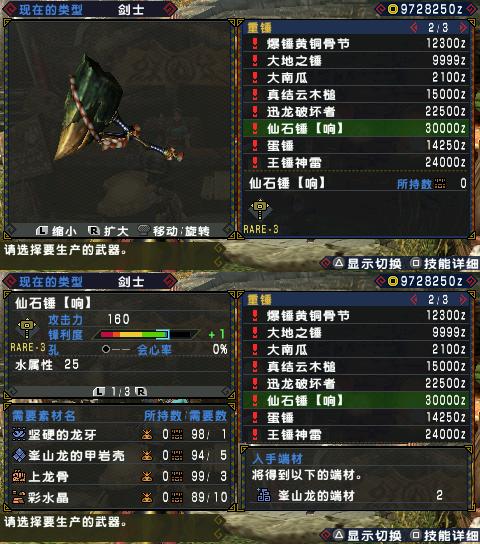 现在的类型 剑士
9728250z
重锤 2/3
爆锤黄铜骨节 12300z
大地之锤 9999z
大南瓜 2100z
真结云木槌 15000z
迅龙破坏者 22500z
仙石锤【响】 30000z
蛋锤 14250z
王锤神雷 24000z
仙石锤【响】 所持数 0
RARE-3
L 缩小 R 扩大 移动/旋转
请选择要生产的武器。
△显示切换 □技能详细
现在的类型 剑士
9728250z
仙石锤【响】
攻击力 160
锋利度 +1
RARE-3 孔 ●-- 会心率 0%
水属性 25
L 1/3 R
需要素材名 所持数/需要数
坚硬的龙牙 0 98/ 1
峯山龙的甲岩壳 0 94/ 5
上龙骨 0 99/ 3
彩水晶 0 89/10
重锤 2/3
爆锤黄铜骨节 12300z
大地之锤 9999z
大南瓜 2100z
真结云木槌 15000z
迅龙破坏者 22500z
仙石锤【响】 30000z
蛋锤 14250z
王锤神雷 24000z
入手端材
将得到以下的端材。
峯山龙的端材 2
请选择要生产的武器。
△显示切换 □技能详细